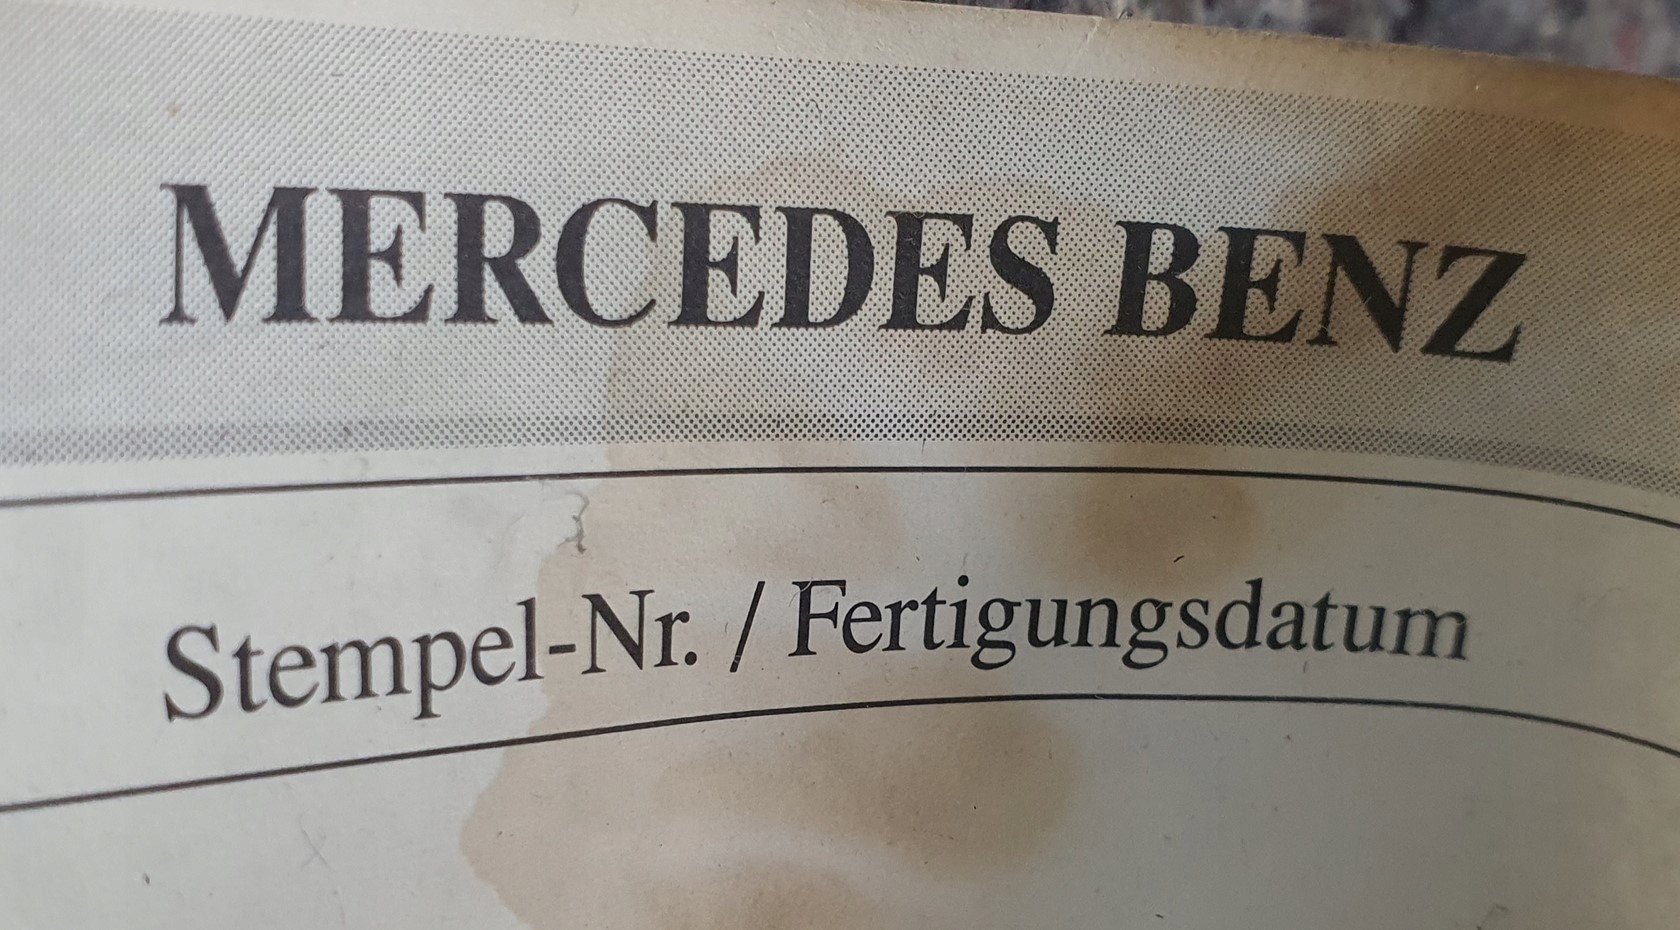 MERCEDES BENZ
Stempel-Nr. / Fertigungsdatum